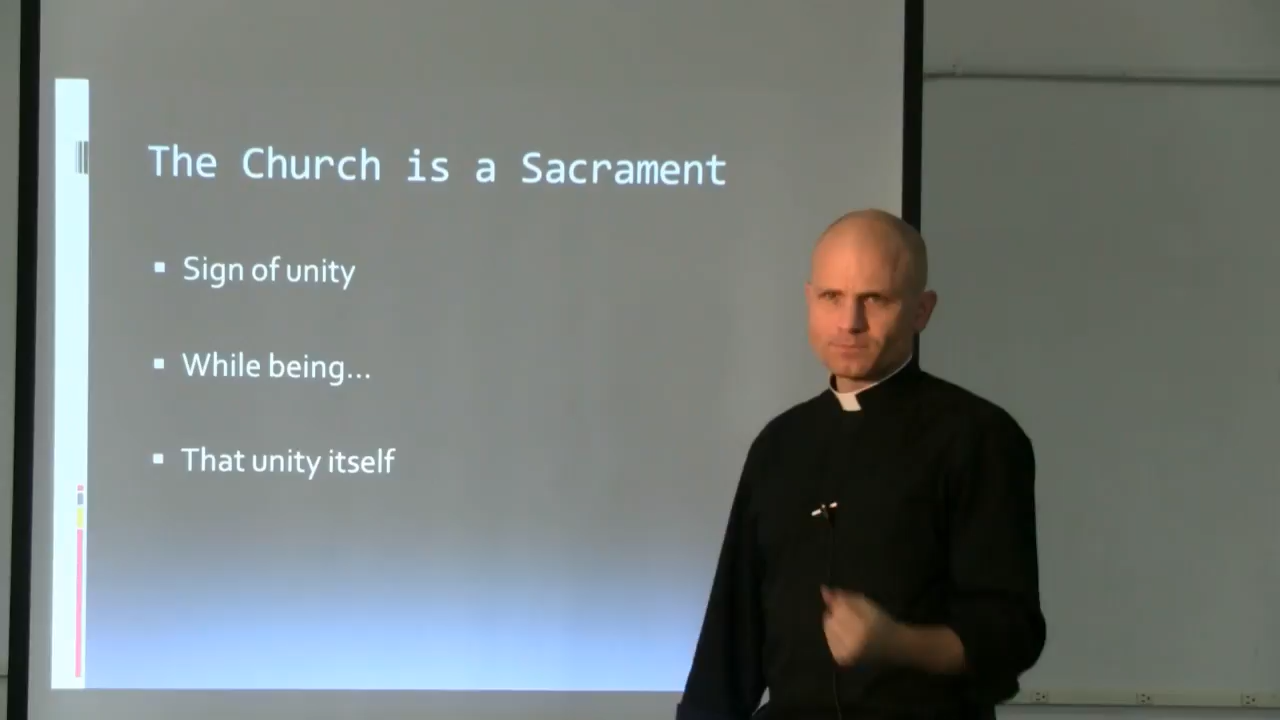 The Church is a Sacrament
▪ Sign of unity
▪ While being...
▪ That unity itself